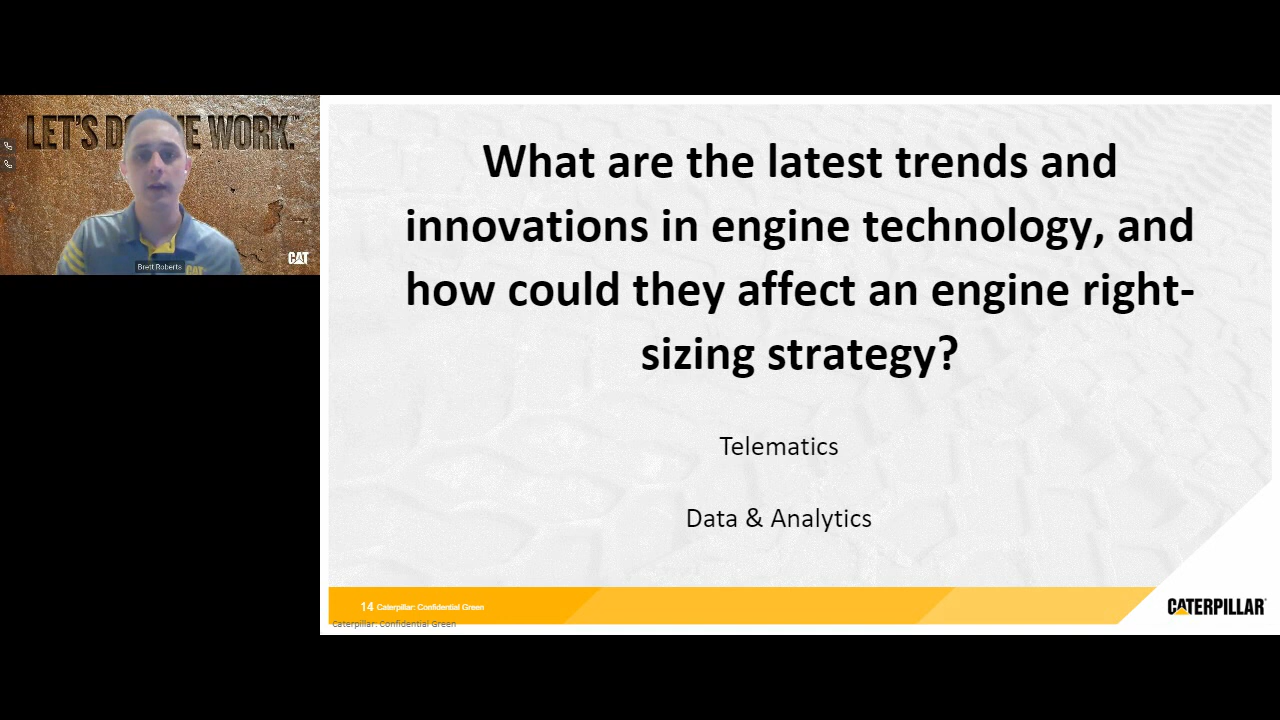 LET'S DO THE WORK.™
CAT
Brett Roberts
CAT
What are the latest trends and
innovations in engine technology, and
how could they affect an engine right-
sizing strategy?
Telematics
Data & Analytics
14 Caterpillar: Confidential Green
Caterpillar: Confidential Green
CATERPILLAR®